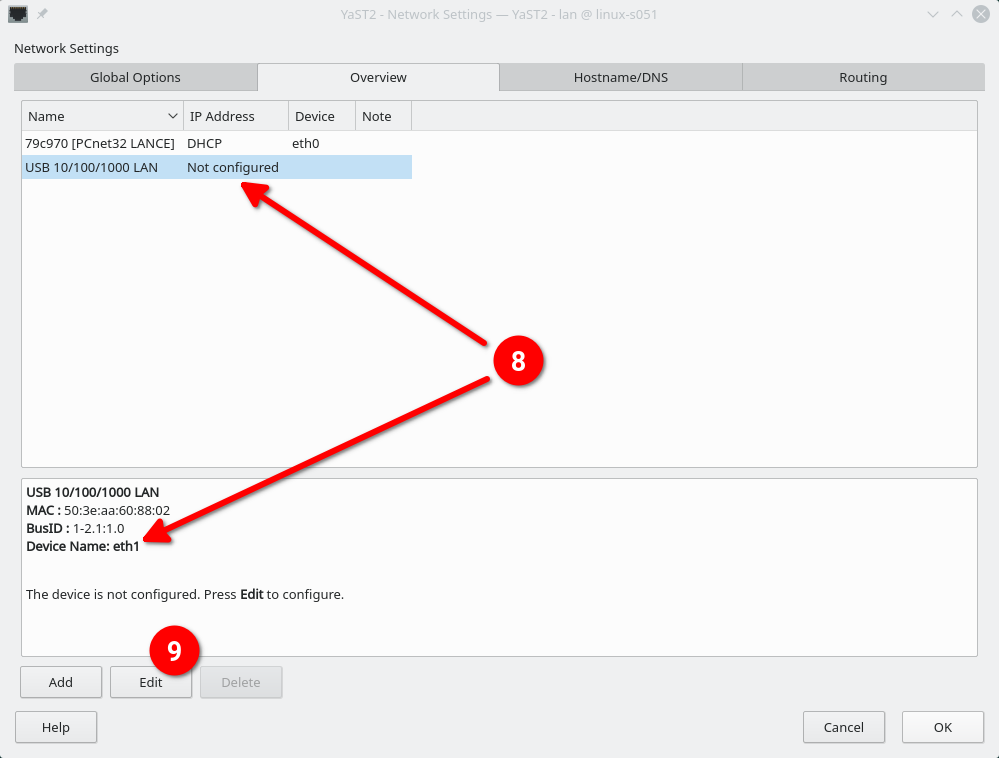 YaST2 - Network Settings — YaST2 - lan @ linux-s051
Network Settings
Global Options Overview Hostname/DNS Routing
Name IP Address Device Note
79c970 [PCnet32 LANCE] DHCP eth0
USB 10/100/1000 LAN Not configured
8
USB 10/100/1000 LAN
MAC : 50:3e:aa:60:88:02
BusID : 1-2.1:1.0
Device Name: eth1
The device is not configured. Press Edit to configure.
9
Add Edit Delete
Help Cancel OK